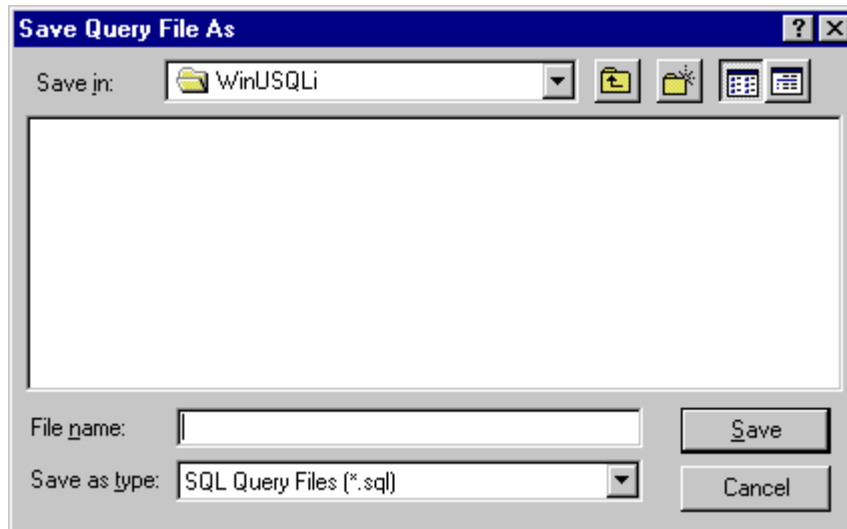 Save Query File As
Save in: WinUSQLi
File name:
Save
Save as type: SQL Query Files (*.sql)
Cancel